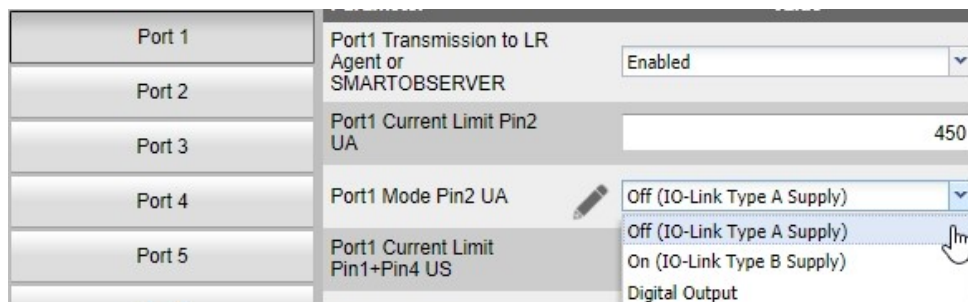 Port 1
Port 2
Port 3
Port 4
Port 5
Port1 Transmission to LR
Agent or
SMARTOBSERVER
Enabled
Port1 Current Limit Pin2
UA
450
Port1 Mode Pin2 UA
Off (IO-Link Type A Supply)
Off (IO-Link Type A Supply)
On (IO-Link Type B Supply)
Digital Output
Port1 Current Limit
Pin1+Pin4 US